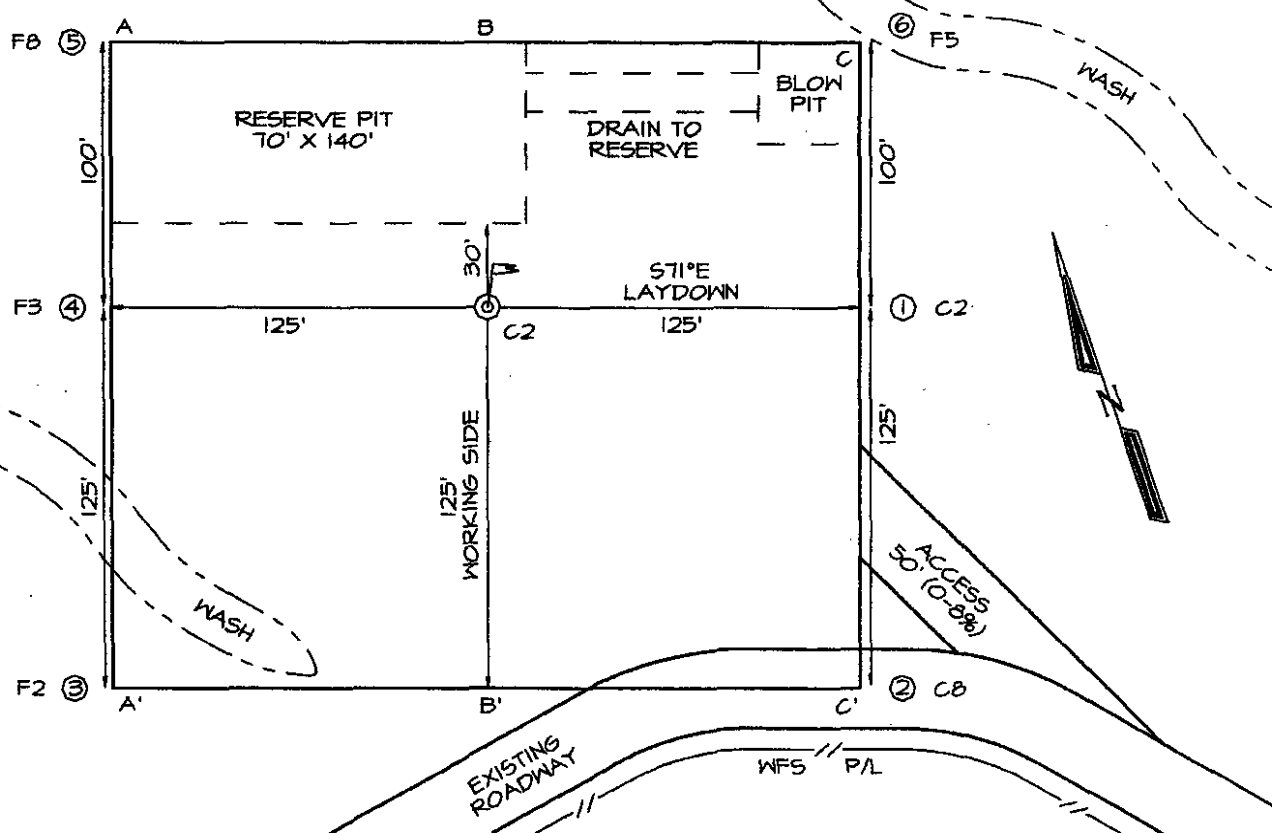 A
B
⑥ F5
F8 ⑤
C
WASH
BLOW
PIT
RESERVE PIT
70' X 140'
DRAIN TO
RESERVE
100'
100'
30'
S71°E
LAYDOWN
F3 ④
① C2
125'
125'
C2
N
125'
125'
125'
WORKING SIDE
ACCESS
50' (0-8%)
WASH
F2 ③
② C8
A'
B'
C'
EXISTING
ROADWAY
WFS // P/L
//
//